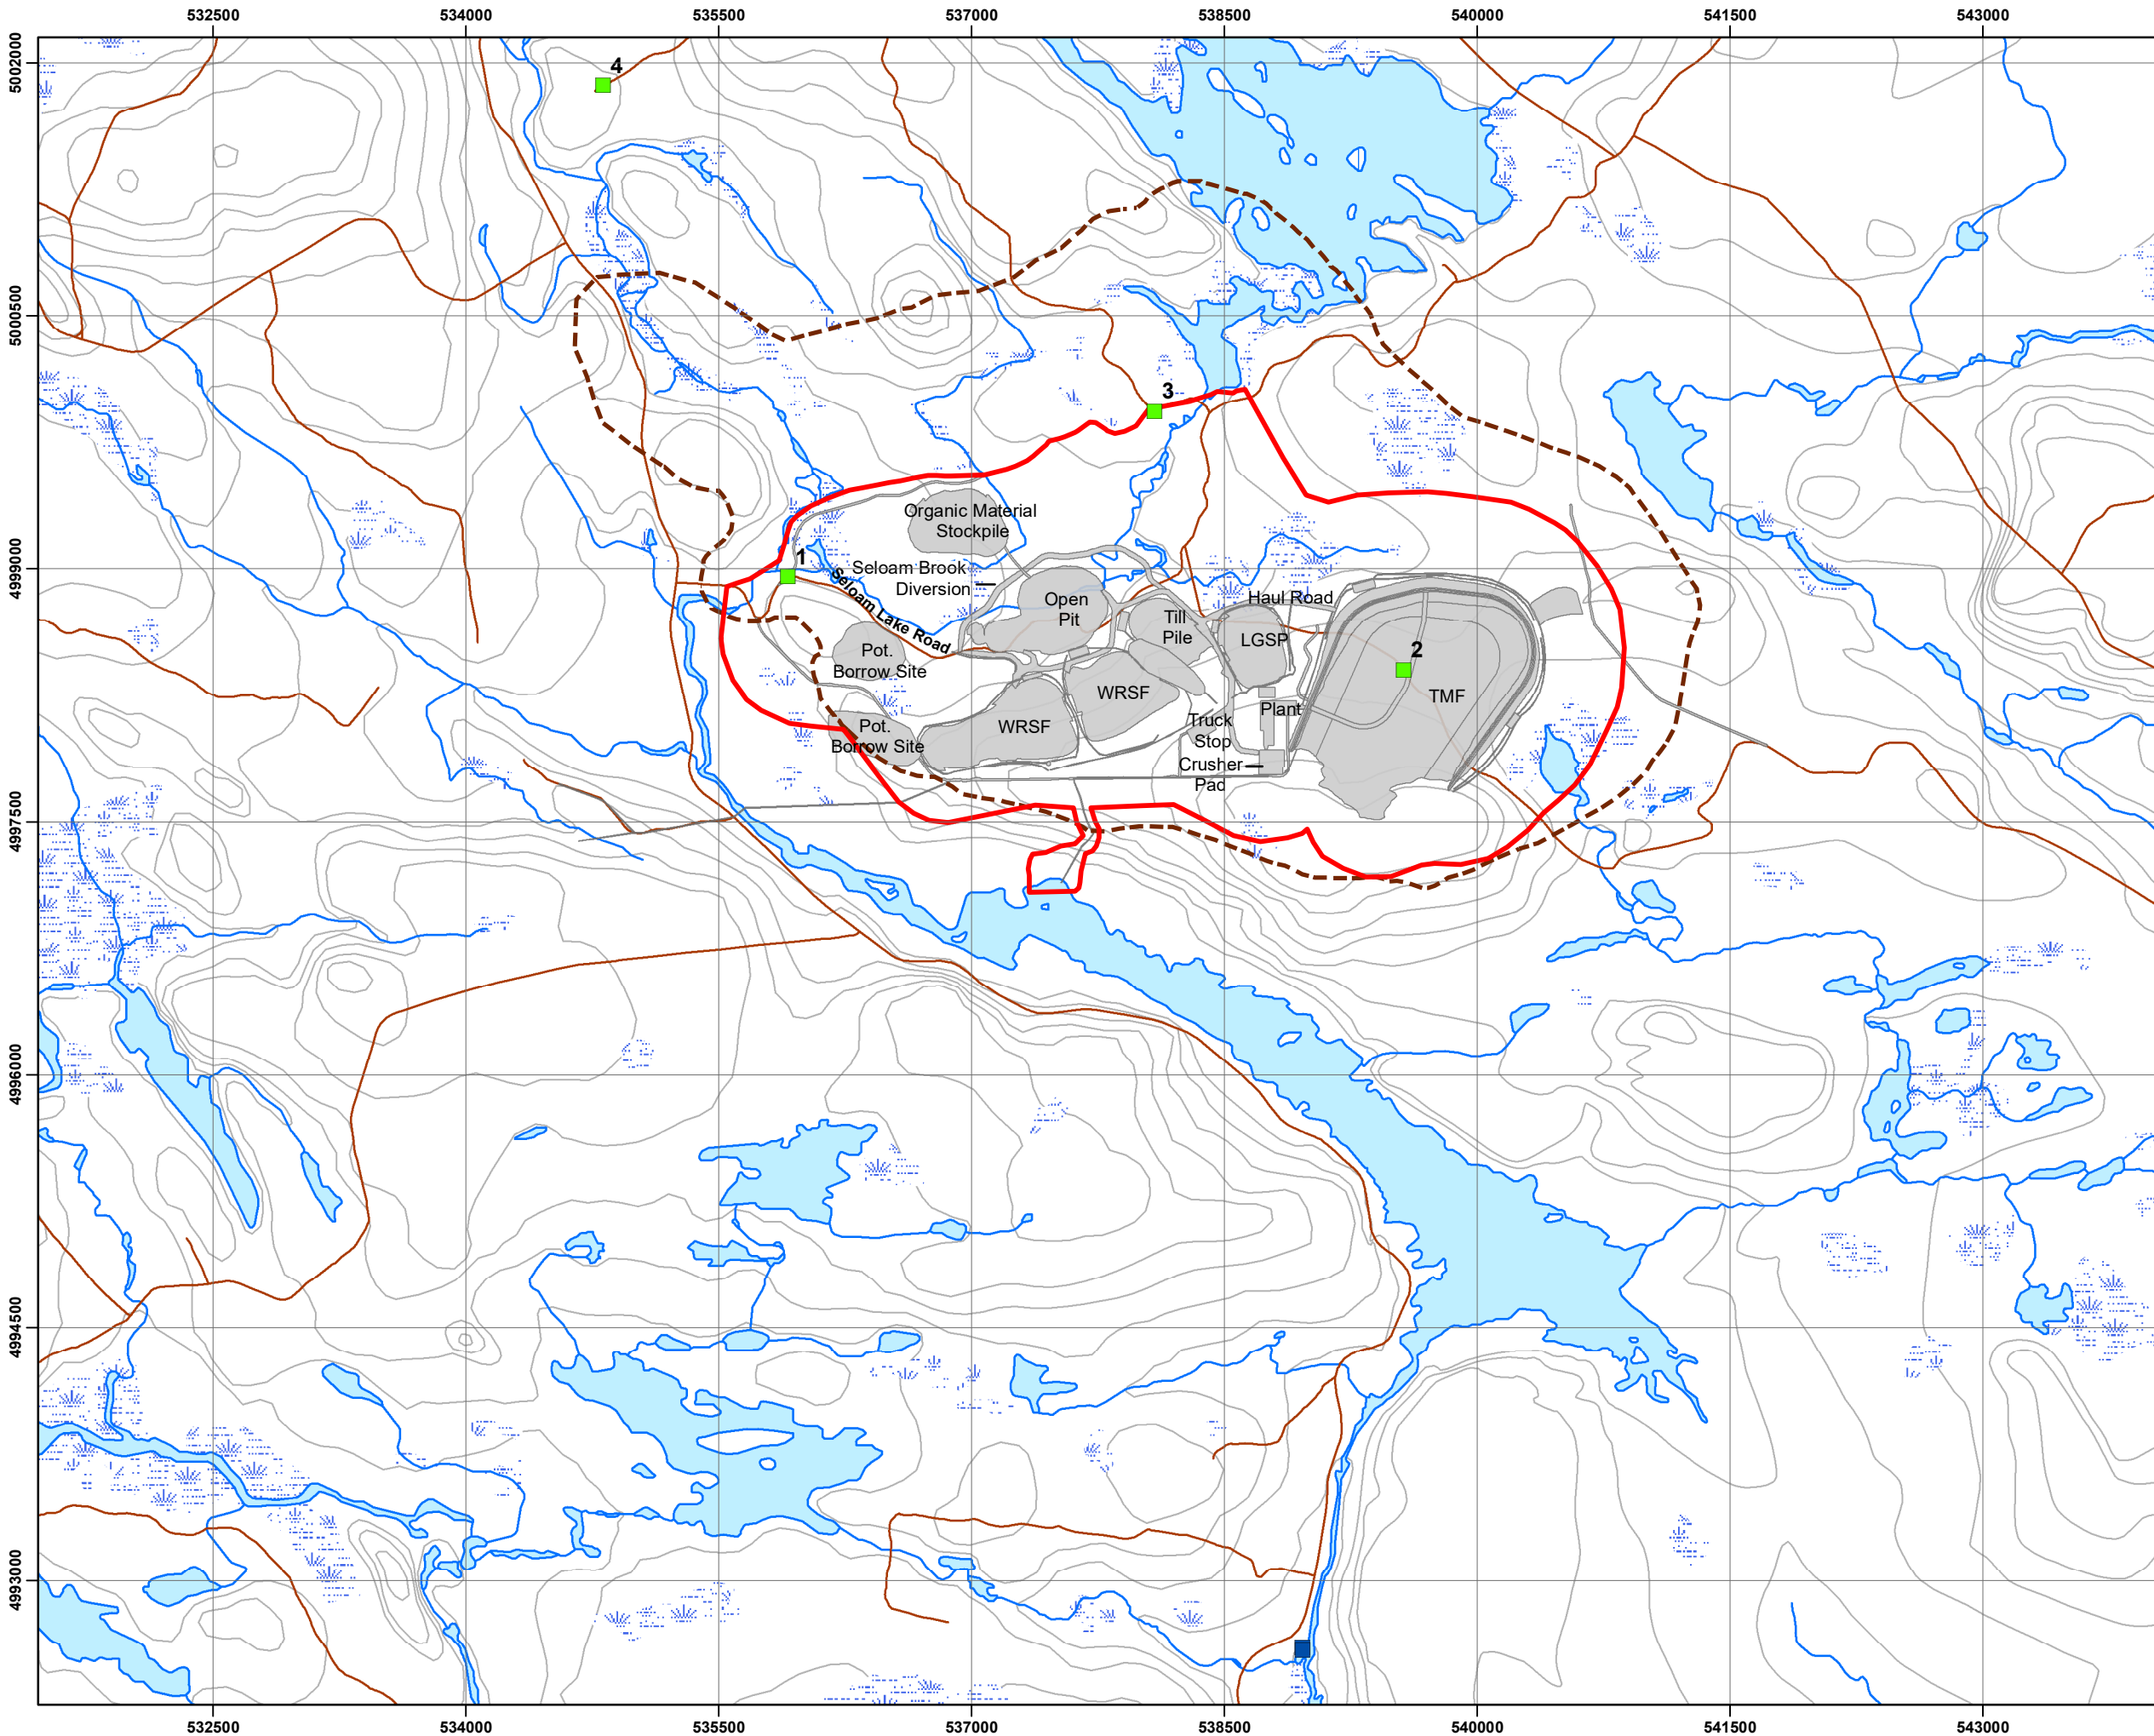 532500 534000 535500 537000 538500 540000 541500 543000
5002000
4
5000500
3
Organic Material
Stockpile
4999000
1
Seloam Brook
Diversion
Seloam Lake Road
Open
Pit
Haul Road
Till
Pile
LGSP
2
Pot.
Borrow Site
WRSF
TMF
Plant
Pot.
Borrow Site
WRSF
Truck
Stop
Crusher
Pad
4997500
4996000
4994500
4993000
532500 534000 535500 537000 538500 540000 541500 543000